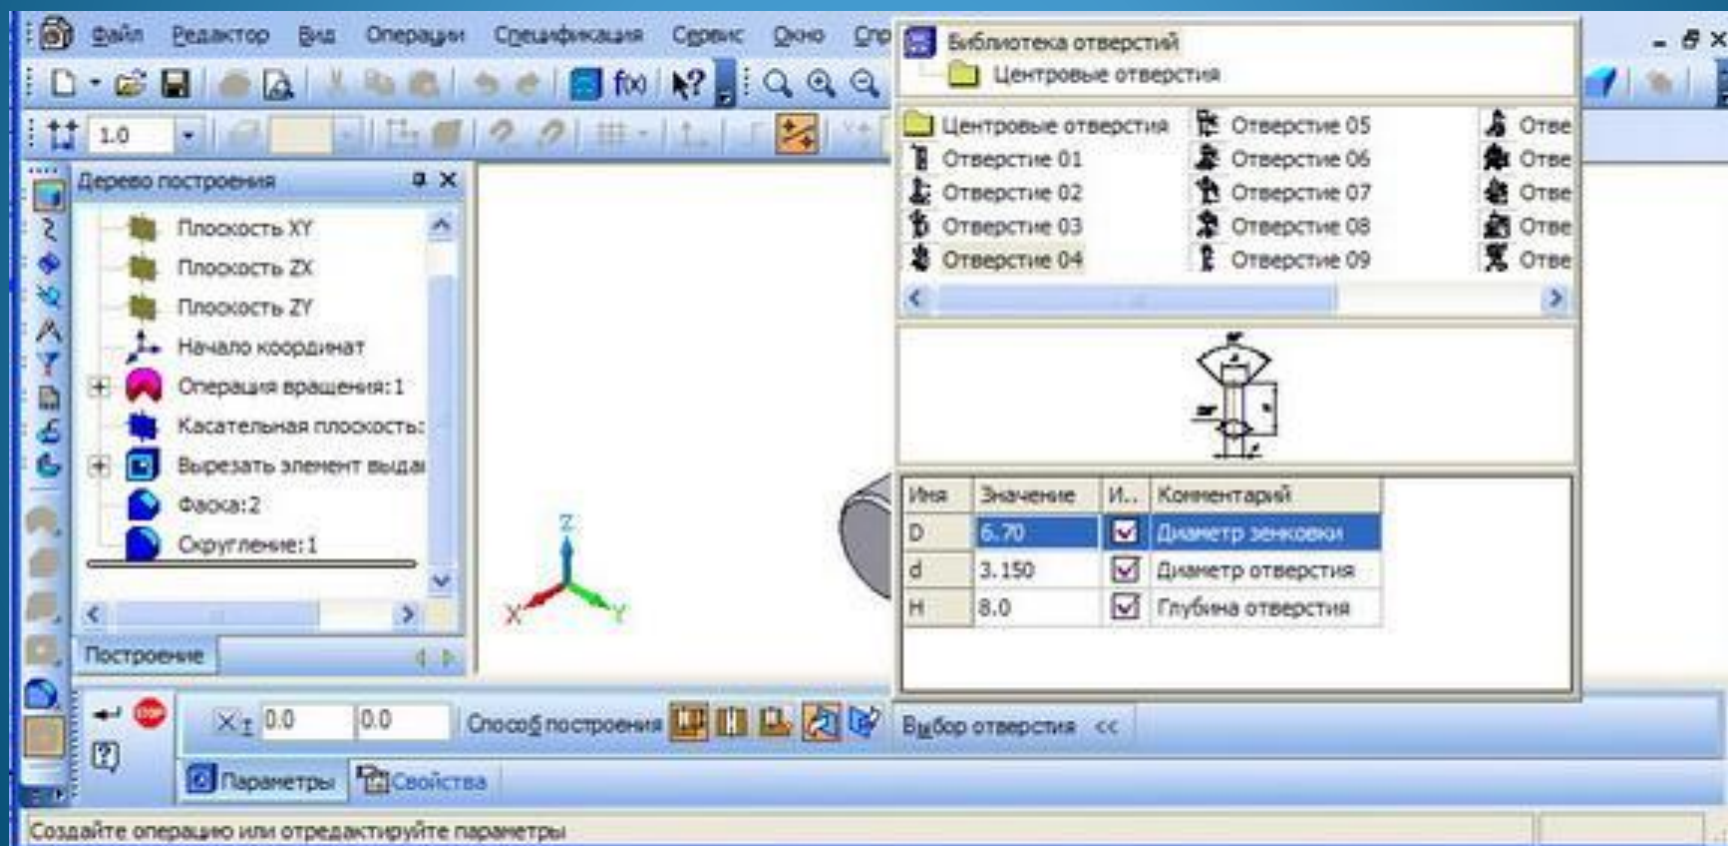 Файл Редактор Вид Операции Спецификация Сервис Окно Спр
1.0
Дерево построения
Плоскость XY
Плоскость ZX
Плоскость ZY
Начало координат
Операция вращения:1
Касательная плоскость:
Вырезать элемент выдав
Фаска:2
Скругление:1
Построение
Z
X
Y
Библиотека отверстий
Центровые отверстия
Центровые отверстия Отверстие 05 Отве
Отверстие 01 Отверстие 06 Отве
Отверстие 02 Отверстие 07 Отве
Отверстие 03 Отверстие 08 Отве
Отверстие 04 Отверстие 09 Отве
Имя Значение И.. Комментарий
D 6.70 Диаметр зенковки
d 3.150 Диаметр отверстия
H 8.0 Глубина отверстия
STOP
т 0.0 0.0 Способ построения Выбор отверстия <<
Параметры Свойства
Создайте операцию или отредактируйте параметры